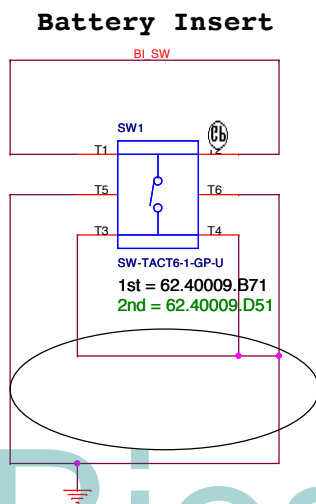 Battery Insert
BI_SW
SW1
T1
T2
T5 T6
T3 T4
SW-TACT6-1-GP-U
1st = 62.40009.B71
2nd = 62.40009.D51